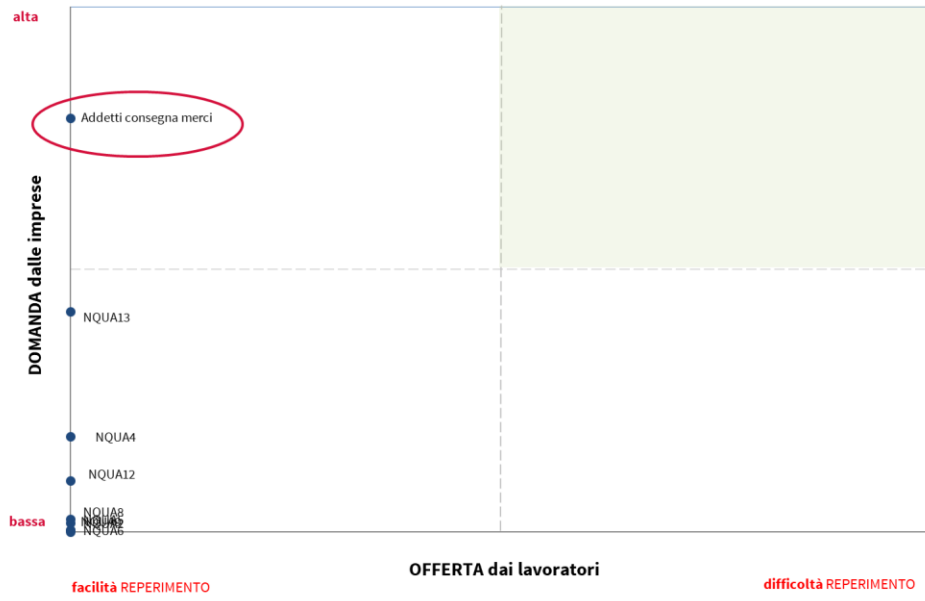 alta
Addetti consegna merci
DOMANDA dalle imprese
NQUA13
NQUA4
NQUA12
NQUA8
bassa
NQUA6
OFFERTA dai lavoratori
facilità REPERIMENTO
difficoltà REPERIMENTO